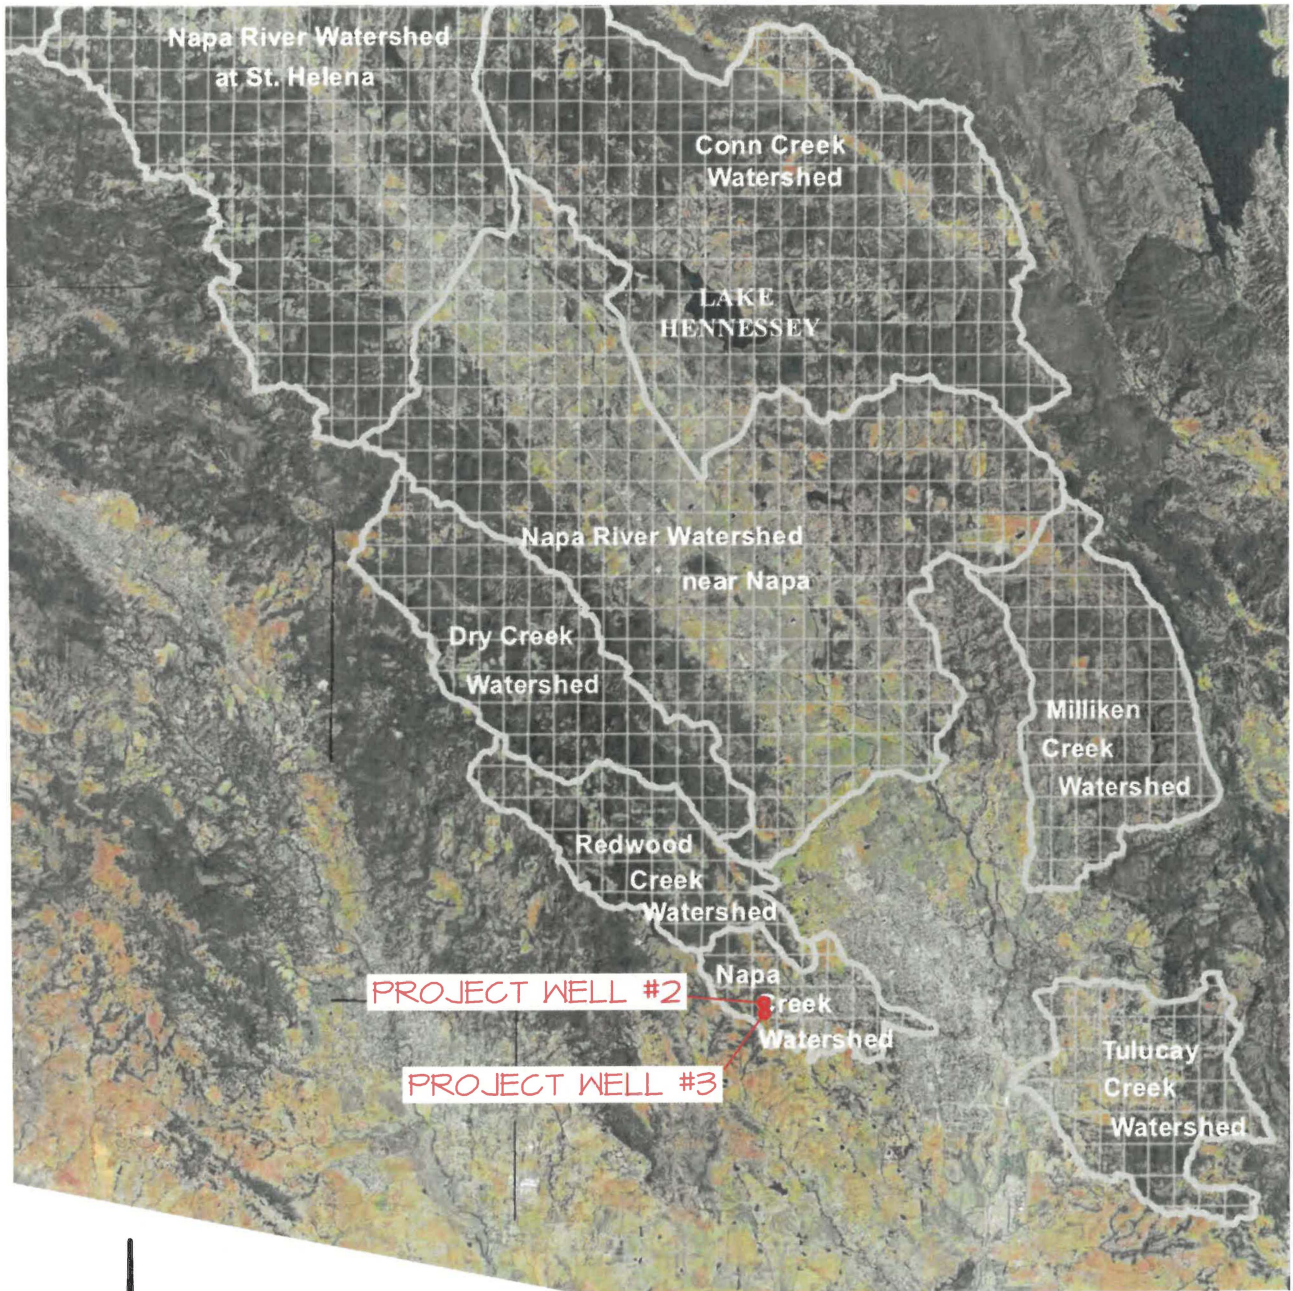 Napa River Watershed
at St. Helena
Conn Creek
Watershed
LAKE
HENNESSEY
Napa River Watershed
near Napa
Dry Creek
Watershed
Milliken
Creek
Watershed
Redwood
Creek
Watershed
Napa
Creek
Watershed
PROJECT WELL #2
PROJECT WELL #3
Tulucay
Creek
Watershed